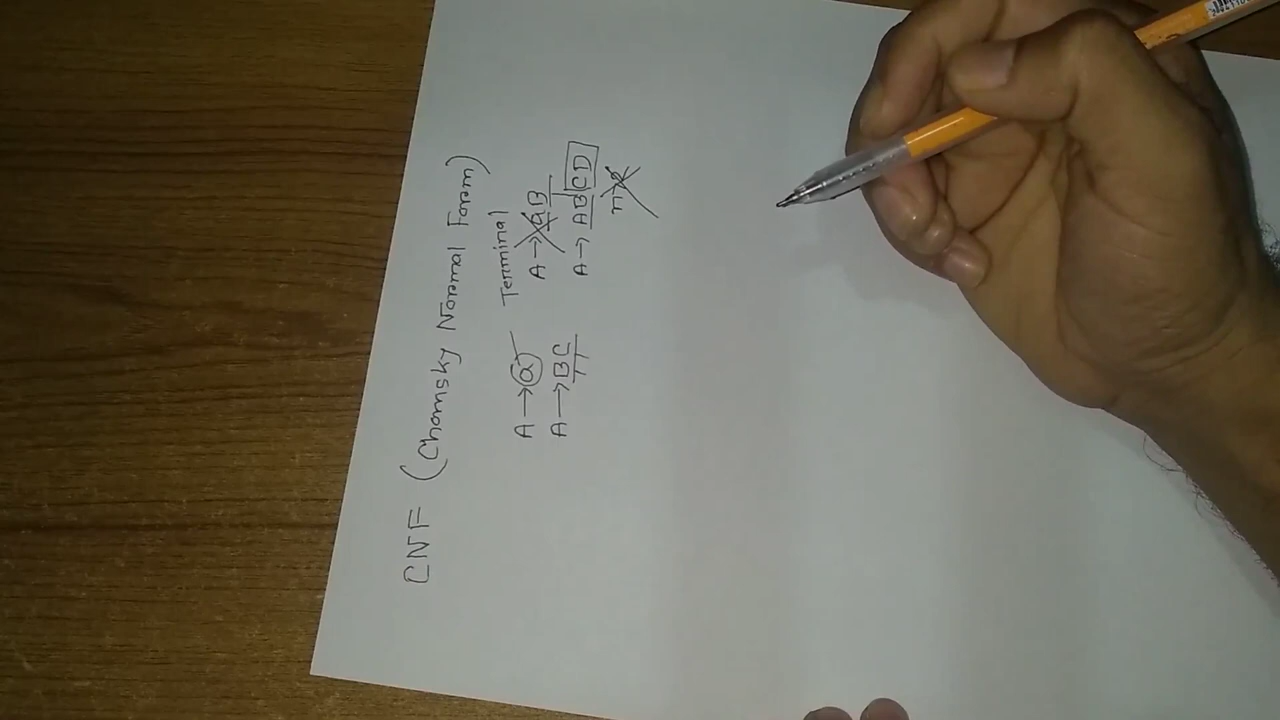 CNF (Chomsky Normal Form)
A → a Terminal
A → BC A → aB
A → ABCD